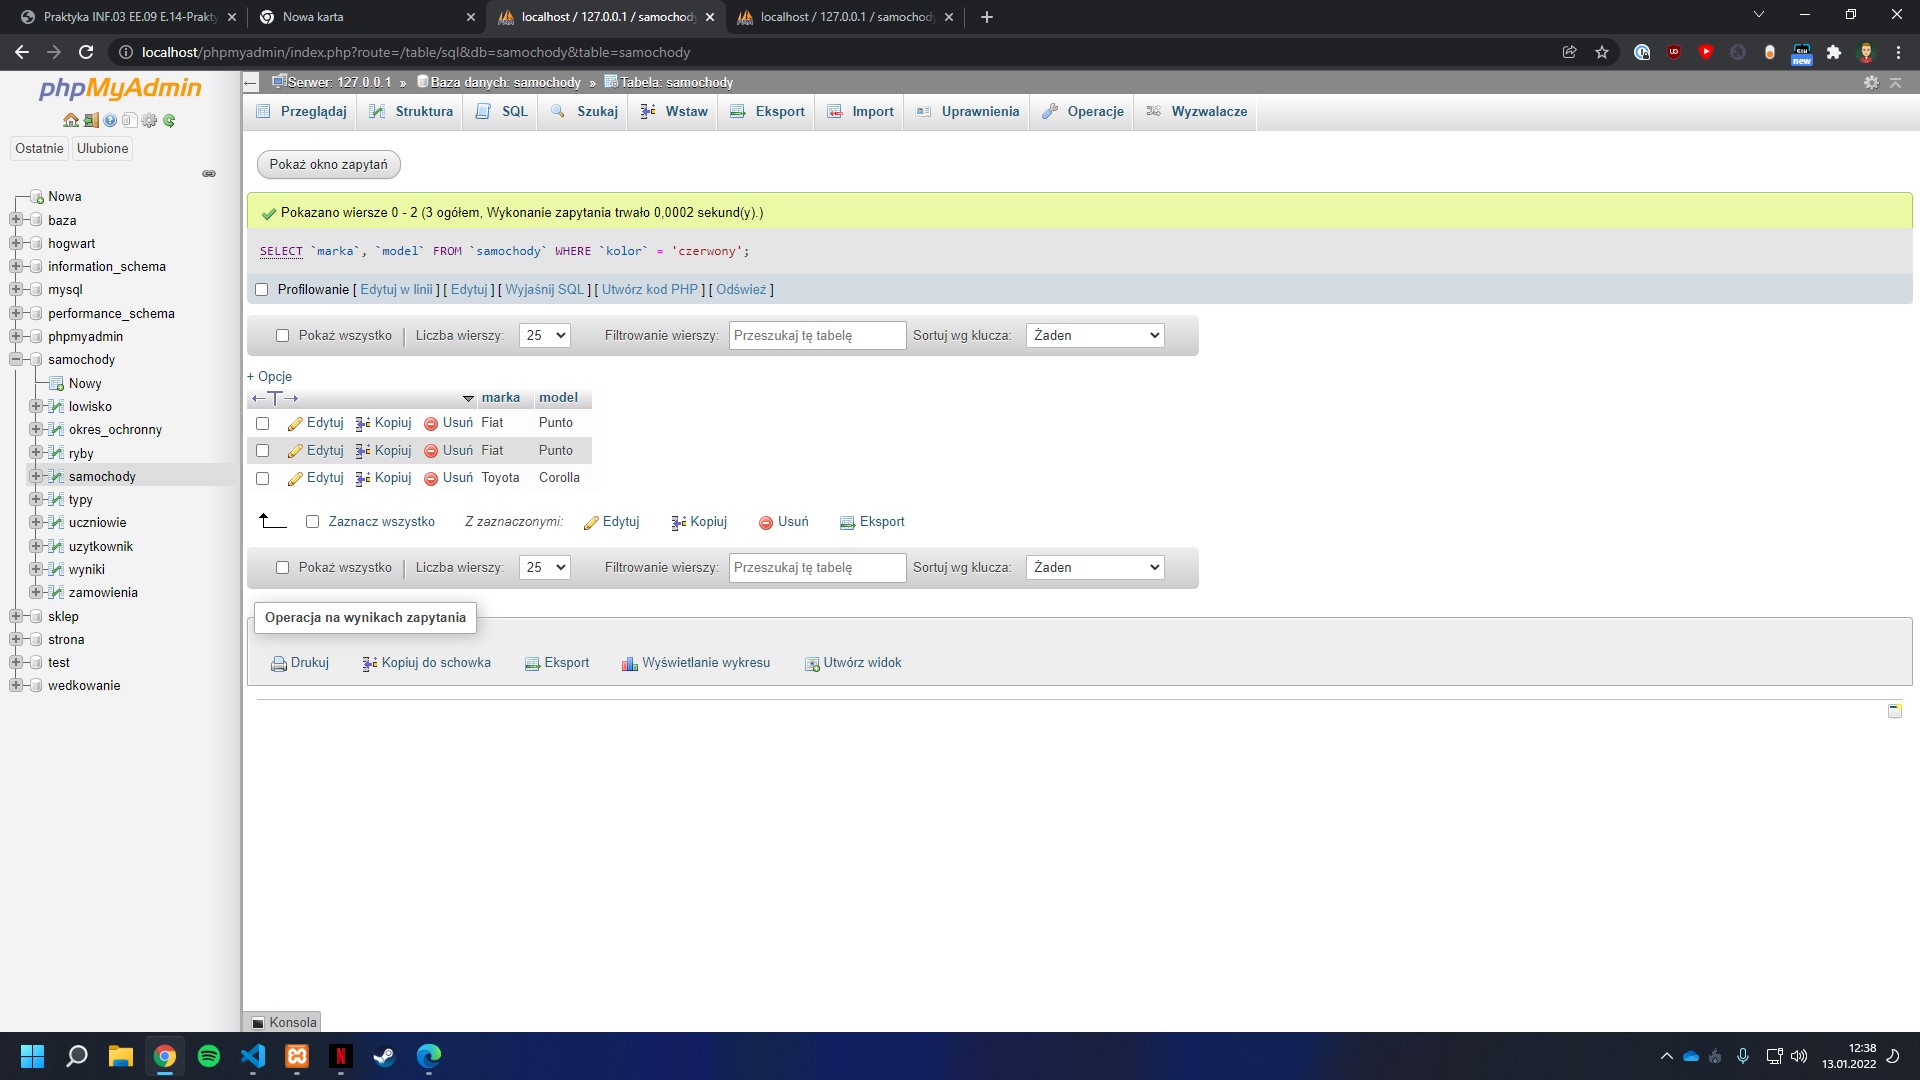 Praktyka INF.03 EE.09 E.14-Prakty
Nowa karta
localhost / 127.0.0.1 / samochody
localhost / 127.0.0.1 / samochody
localhost/phpmyadmin/index.php?route=/table/sql&db=samochody&table=samochody
new
phpMyAdmin
Ostatnie
Ulubione
Nowa
baza
hogwart
information_schema
mysql
performance_schema
phpmyadmin
samochody
Nowy
lowisko
okres_ochronny
ryby
samochody
typy
uczniowie
uzytkownik
wyniki
zamowienia
sklep
strona
test
wedkowanie
Serwer: 127.0.0.1 » Baza danych: samochody » Tabela: samochody
Przeglądaj Struktura SQL Szukaj Wstaw Eksport Import Uprawnienia Operacje Wyzwalacze
Pokaż okno zapytań
Pokazano wiersze 0 - 2 (3 ogółem, Wykonanie zapytania trwało 0,0002 sekund(y).)
SELECT `marka`, `model` FROM `samochody` WHERE `kolor` = 'czerwony';
Profilowanie [ Edytuj w linii ] [ Edytuj ] [ Wyjaśnij SQL ] [ Utwórz kod PHP ] [ Odśwież ]
Pokaż wszystko Liczba wierszy: 25 Filtrowanie wierszy: Przeszukaj tę tabelę Sortuj wg klucza: Żaden
+ Opcje
←T→ marka model
Edytuj Kopiuj Usuń Fiat Punto
Edytuj Kopiuj Usuń Fiat Punto
Edytuj Kopiuj Usuń Toyota Corolla
Zaznacz wszystko Z zaznaczonymi: Edytuj Kopiuj Usuń Eksport
Pokaż wszystko Liczba wierszy: 25 Filtrowanie wierszy: Przeszukaj tę tabelę Sortuj wg klucza: Żaden
Operacja na wynikach zapytania
Drukuj Kopiuj do schowka Eksport Wyświetlanie wykresu Utwórz widok
Konsola
12:38
13.01.2022